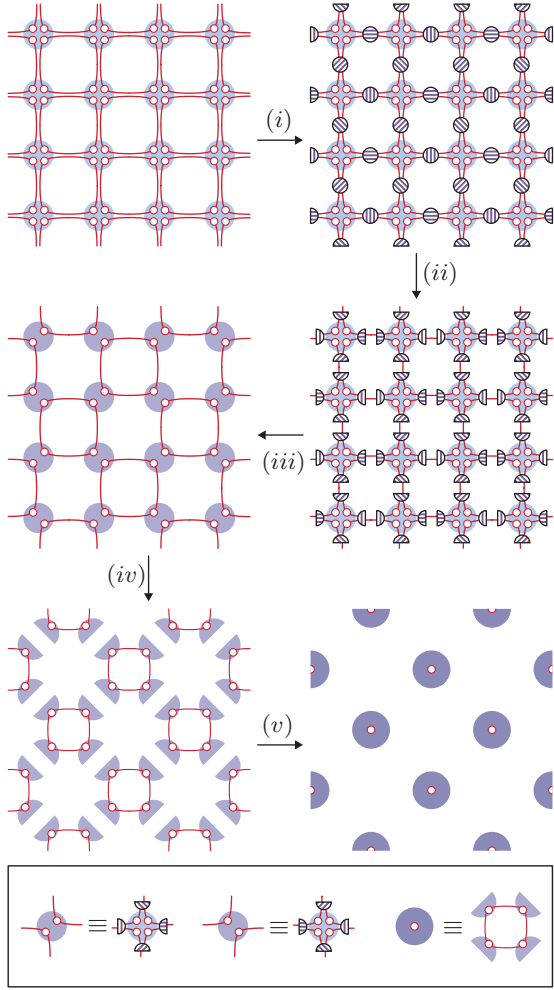 (i)
(ii)
(iii)
(iv)
(v)
≡ ≡ ≡